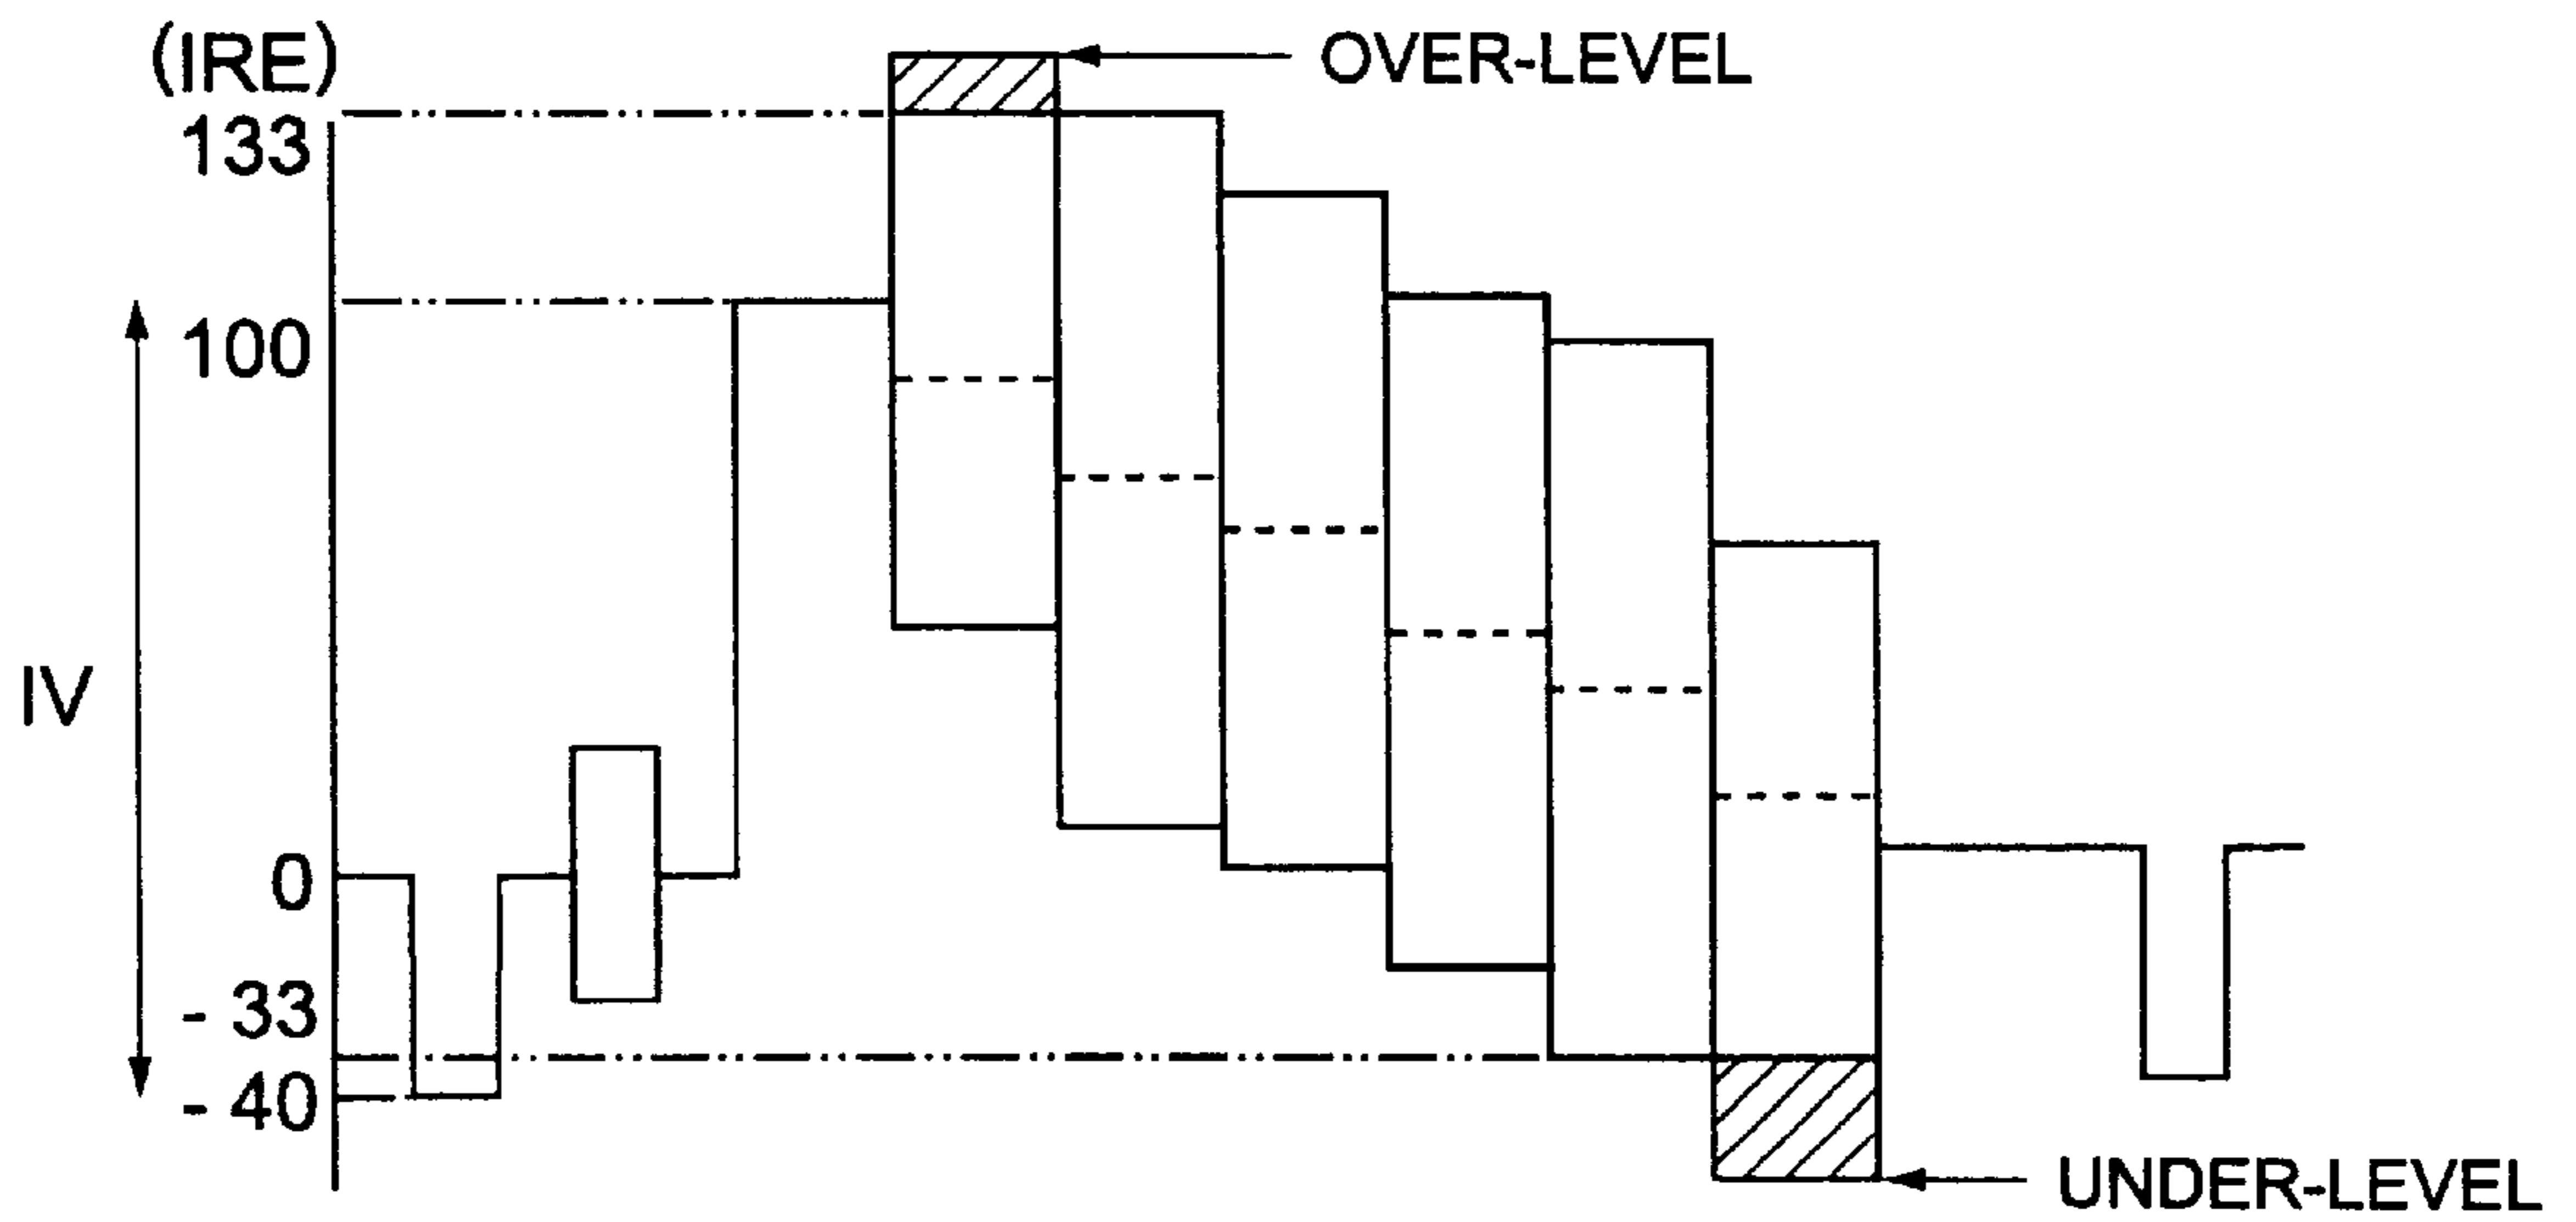 (IRE)
OVER-LEVEL
133
100
IV
0
- 33
- 40
UNDER-LEVEL